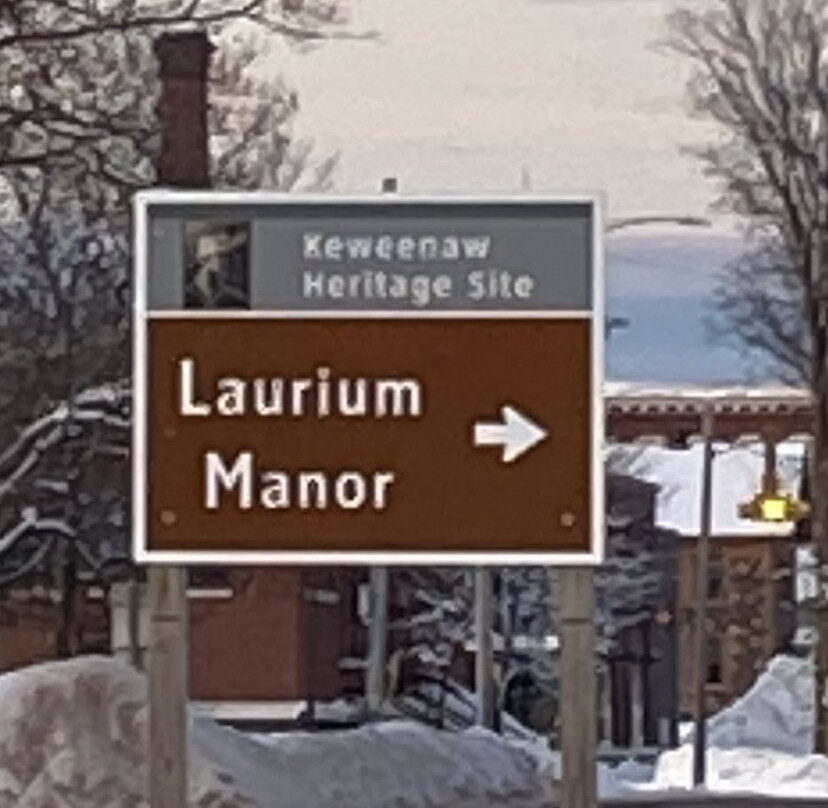 Keweenaw
Heritage Site
Laurium
Manor